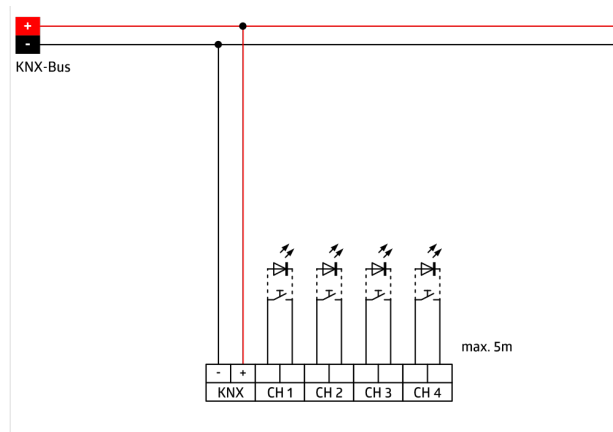 +
-
KNX-Bus
max. 5m
- +
KNX CH 1 CH 2 CH 3 CH 4